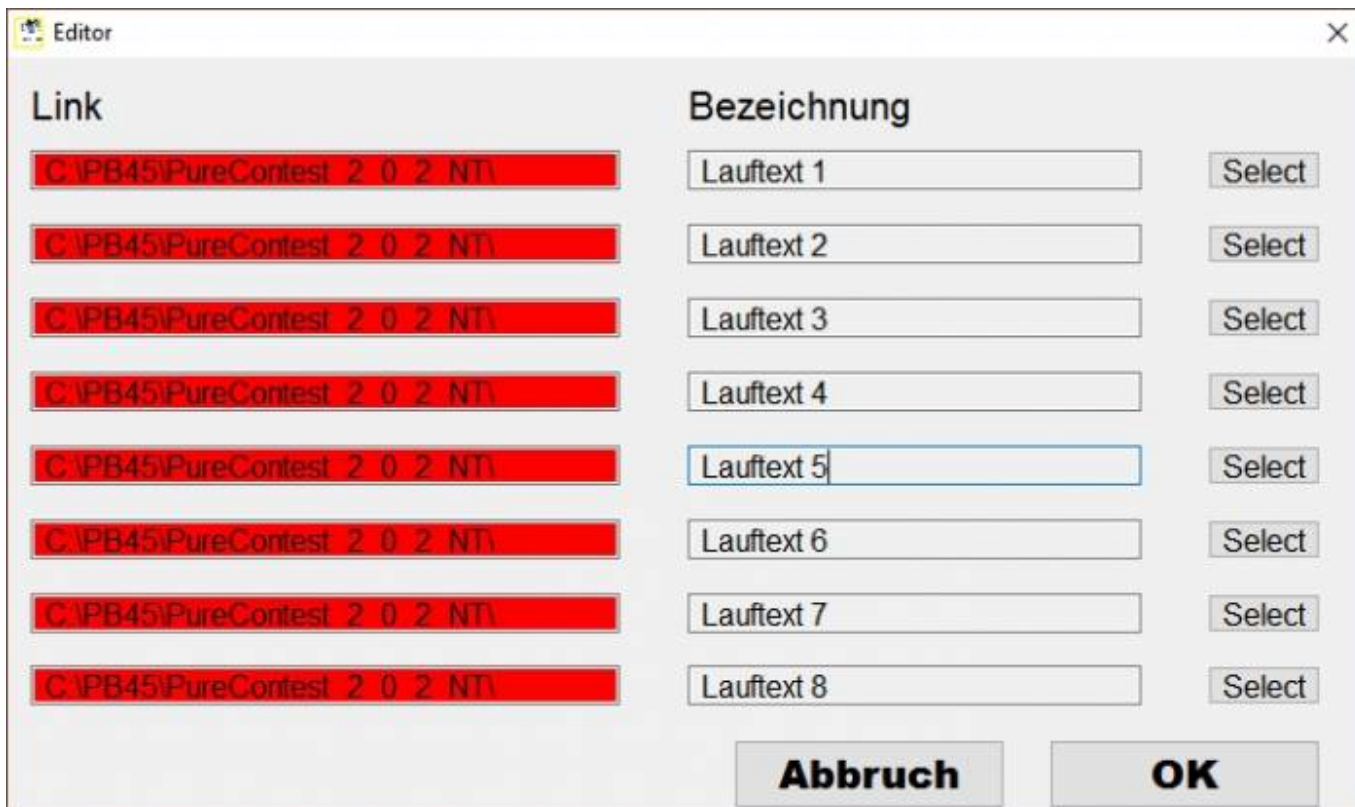 Editor
Link Bezeichnung
C:\PB45\PureContest 2 0 2 NT\ Lauftext 1 Select
C:\PB45\PureContest 2 0 2 NT\ Lauftext 2 Select
C:\PB45\PureContest 2 0 2 NT\ Lauftext 3 Select
C:\PB45\PureContest 2 0 2 NT\ Lauftext 4 Select
C:\PB45\PureContest 2 0 2 NT\ Lauftext 5 Select
C:\PB45\PureContest 2 0 2 NT\ Lauftext 6 Select
C:\PB45\PureContest 2 0 2 NT\ Lauftext 7 Select
C:\PB45\PureContest 2 0 2 NT\ Lauftext 8 Select
Abbruch OK